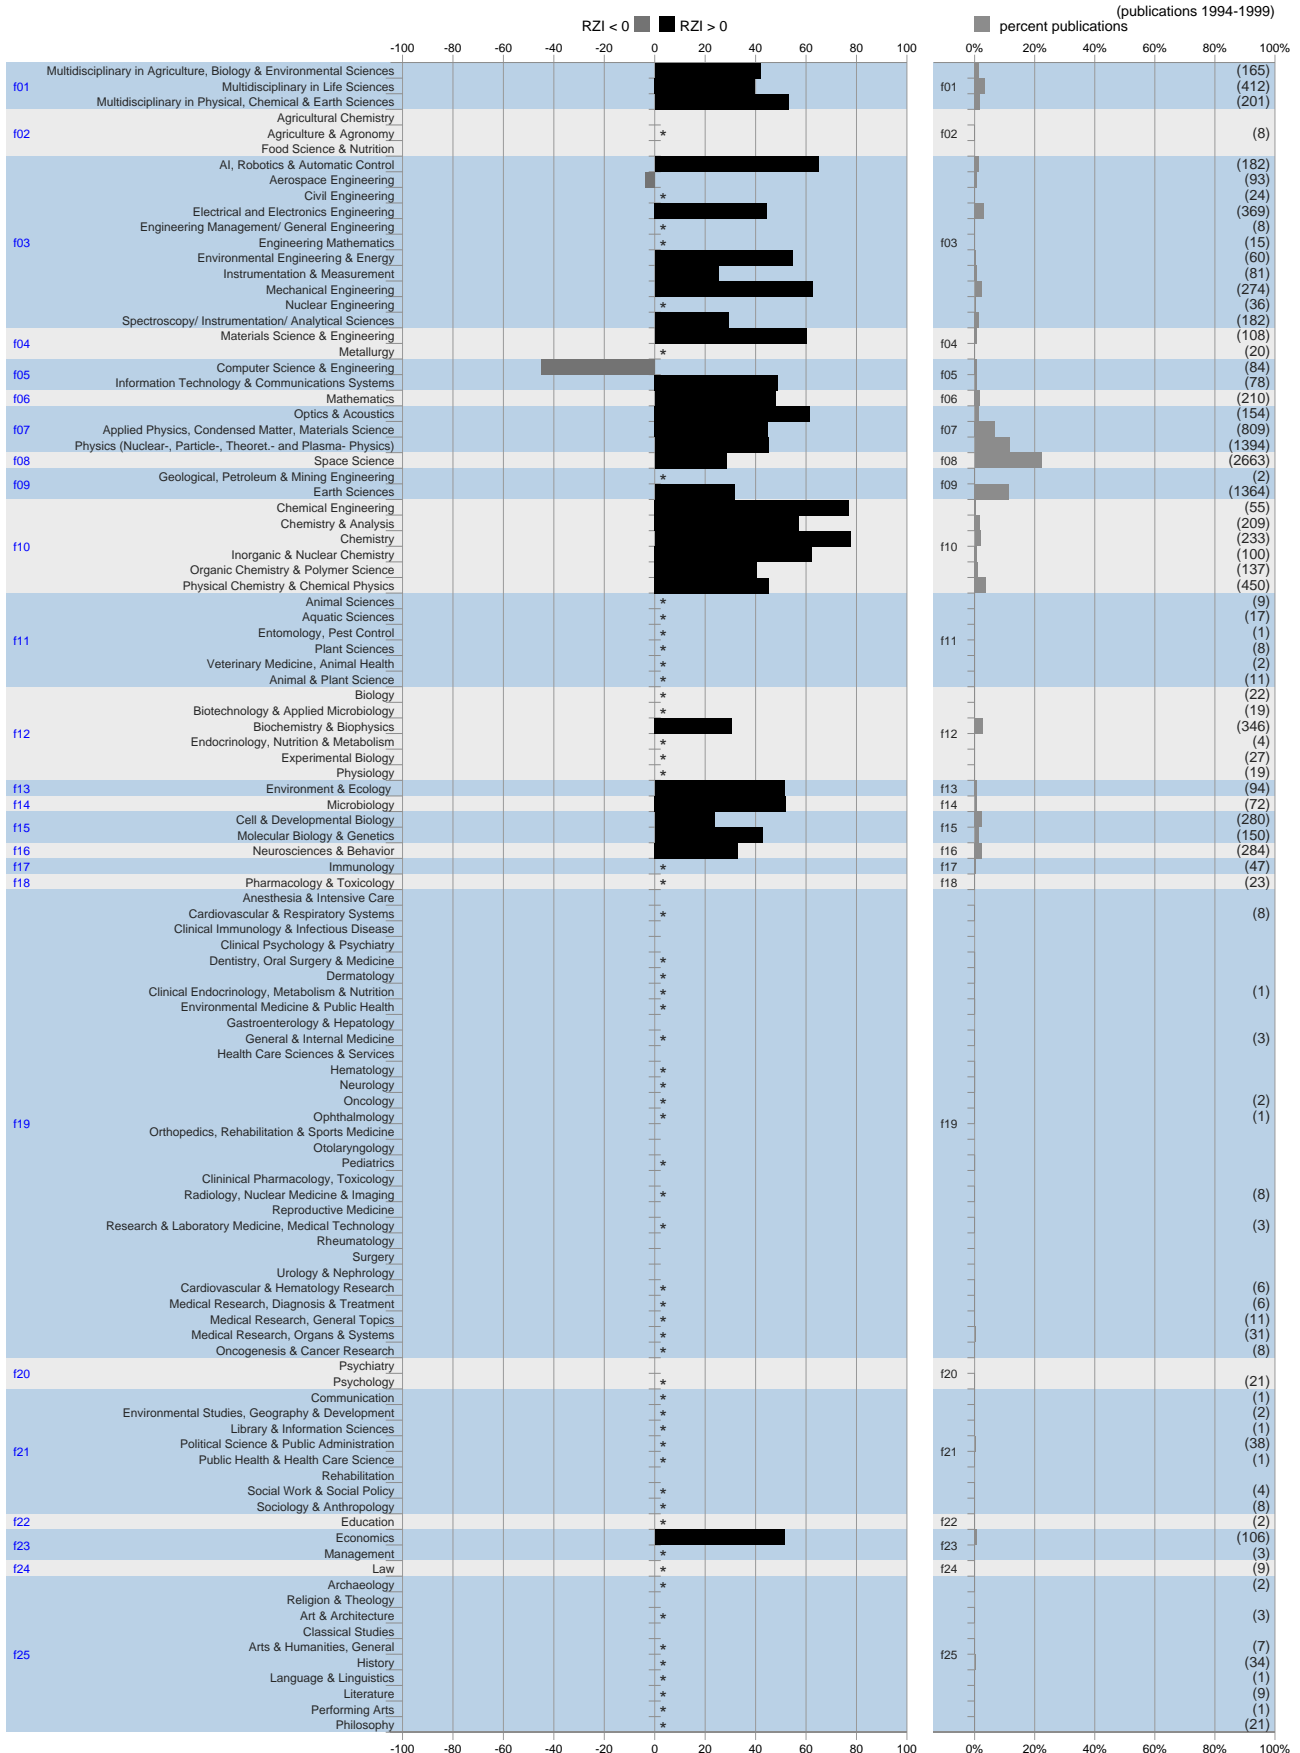 (publications 1994-1999)
RZI < 0 RZI > 0 percent publications
-100 -80 -60 -40 -20 0 20 40 60 80 100 0% 20% 40% 60% 80% 100%
Multidisciplinary in Agriculture, Biology & Environmental Sciences (165)
f01 Multidisciplinary in Life Sciences f01 (412)
Multidisciplinary in Physical, Chemical & Earth Sciences (201)
Agricultural Chemistry
f02 Agriculture & Agronomy * f02 (8)
Food Science & Nutrition
AI, Robotics & Automatic Control (182)
Aerospace Engineering (93)
Civil Engineering * (24)
Electrical and Electronics Engineering (369)
Engineering Management/ General Engineering * (8)
f03 Engineering Mathematics * f03 (15)
Environmental Engineering & Energy (60)
Instrumentation & Measurement (81)
Mechanical Engineering (274)
Nuclear Engineering * (36)
Spectroscopy/ Instrumentation/ Analytical Sciences (182)
f04 Materials Science & Engineering f04 (108)
Metallurgy * (20)
f05 Computer Science & Engineering f05 (84)
Information Technology & Communications Systems (78)
f06 Mathematics f06 (210)
Optics & Acoustics (154)
f07 Applied Physics, Condensed Matter, Materials Science f07 (809)
Physics (Nuclear-, Particle-, Theoret.- and Plasma- Physics) (1394)
f08 Space Science f08 (2663)
Geological, Petroleum & Mining Engineering * (2)
f09 Earth Sciences f09 (1364)
Chemical Engineering (55)
Chemistry & Analysis (209)
Chemistry (233)
f10 Inorganic & Nuclear Chemistry f10 (100)
Organic Chemistry & Polymer Science (137)
Physical Chemistry & Chemical Physics (450)
Animal Sciences * (9)
Aquatic Sciences * (17)
Entomology, Pest Control * (1)
f11 Plant Sciences * f11 (8)
Veterinary Medicine, Animal Health * (2)
Animal & Plant Science * (11)
Biology * (22)
Biotechnology & Applied Microbiology * (19)
Biochemistry & Biophysics (346)
f12 Endocrinology, Nutrition & Metabolism * f12 (4)
Experimental Biology * (27)
Physiology * (19)
f13 Environment & Ecology f13 (94)
f14 Microbiology f14 (72)
f15 Cell & Developmental Biology f15 (280)
Molecular Biology & Genetics (150)
f16 Neurosciences & Behavior f16 (284)
f17 Immunology * f17 (47)
f18 Pharmacology & Toxicology * f18 (23)
Anesthesia & Intensive Care
Cardiovascular & Respiratory Systems * (8)
Clinical Immunology & Infectious Disease
Clinical Psychology & Psychiatry
Dentistry, Oral Surgery & Medicine *
Dermatology *
Clinical Endocrinology, Metabolism & Nutrition * (1)
Environmental Medicine & Public Health *
Gastroenterology & Hepatology
General & Internal Medicine * (3)
Health Care Sciences & Services
Hematology *
Neurology *
Oncology * (2)
f19 Ophthalmology * f19 (1)
Orthopedics, Rehabilitation & Sports Medicine
Otolaryngology
Pediatrics *
Clininical Pharmacology, Toxicology
Radiology, Nuclear Medicine & Imaging * (8)
Reproductive Medicine
Research & Laboratory Medicine, Medical Technology * (3)
Rheumatology
Surgery
Urology & Nephrology
Cardiovascular & Hematology Research * (6)
Medical Research, Diagnosis & Treatment * (6)
Medical Research, General Topics * (11)
Medical Research, Organs & Systems * (31)
Oncogenesis & Cancer Research * (8)
f20 Psychiatry f20
Psychology * (21)
Communication * (1)
Environmental Studies, Geography & Development * (2)
Library & Information Sciences * (1)
f21 Political Science & Public Administration * f21 (38)
Public Health & Health Care Science * (1)
Rehabilitation
Social Work & Social Policy * (4)
Sociology & Anthropology * (8)
f22 Education * f22 (2)
f23 Economics f23 (106)
Management * (3)
f24 Law * f24 (9)
Archaeology * (2)
Religion & Theology
Art & Architecture * (3)
Classical Studies
f25 Arts & Humanities, General * f25 (7)
History * (34)
Language & Linguistics * (1)
Literature * (9)
Performing Arts * (1)
Philosophy * (21)
-100 -80 -60 -40 -20 0 20 40 60 80 100 0% 20% 40% 60% 80% 100%